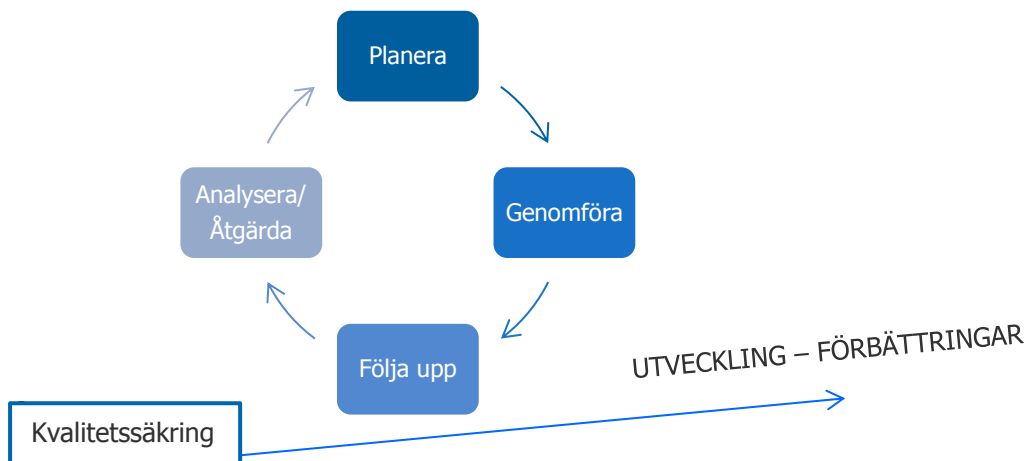 Planera
Analysera/
Åtgärda
Genomföra
Följa upp
UTVECKLING – FÖRBÄTTRINGAR
Kvalitetssäkring